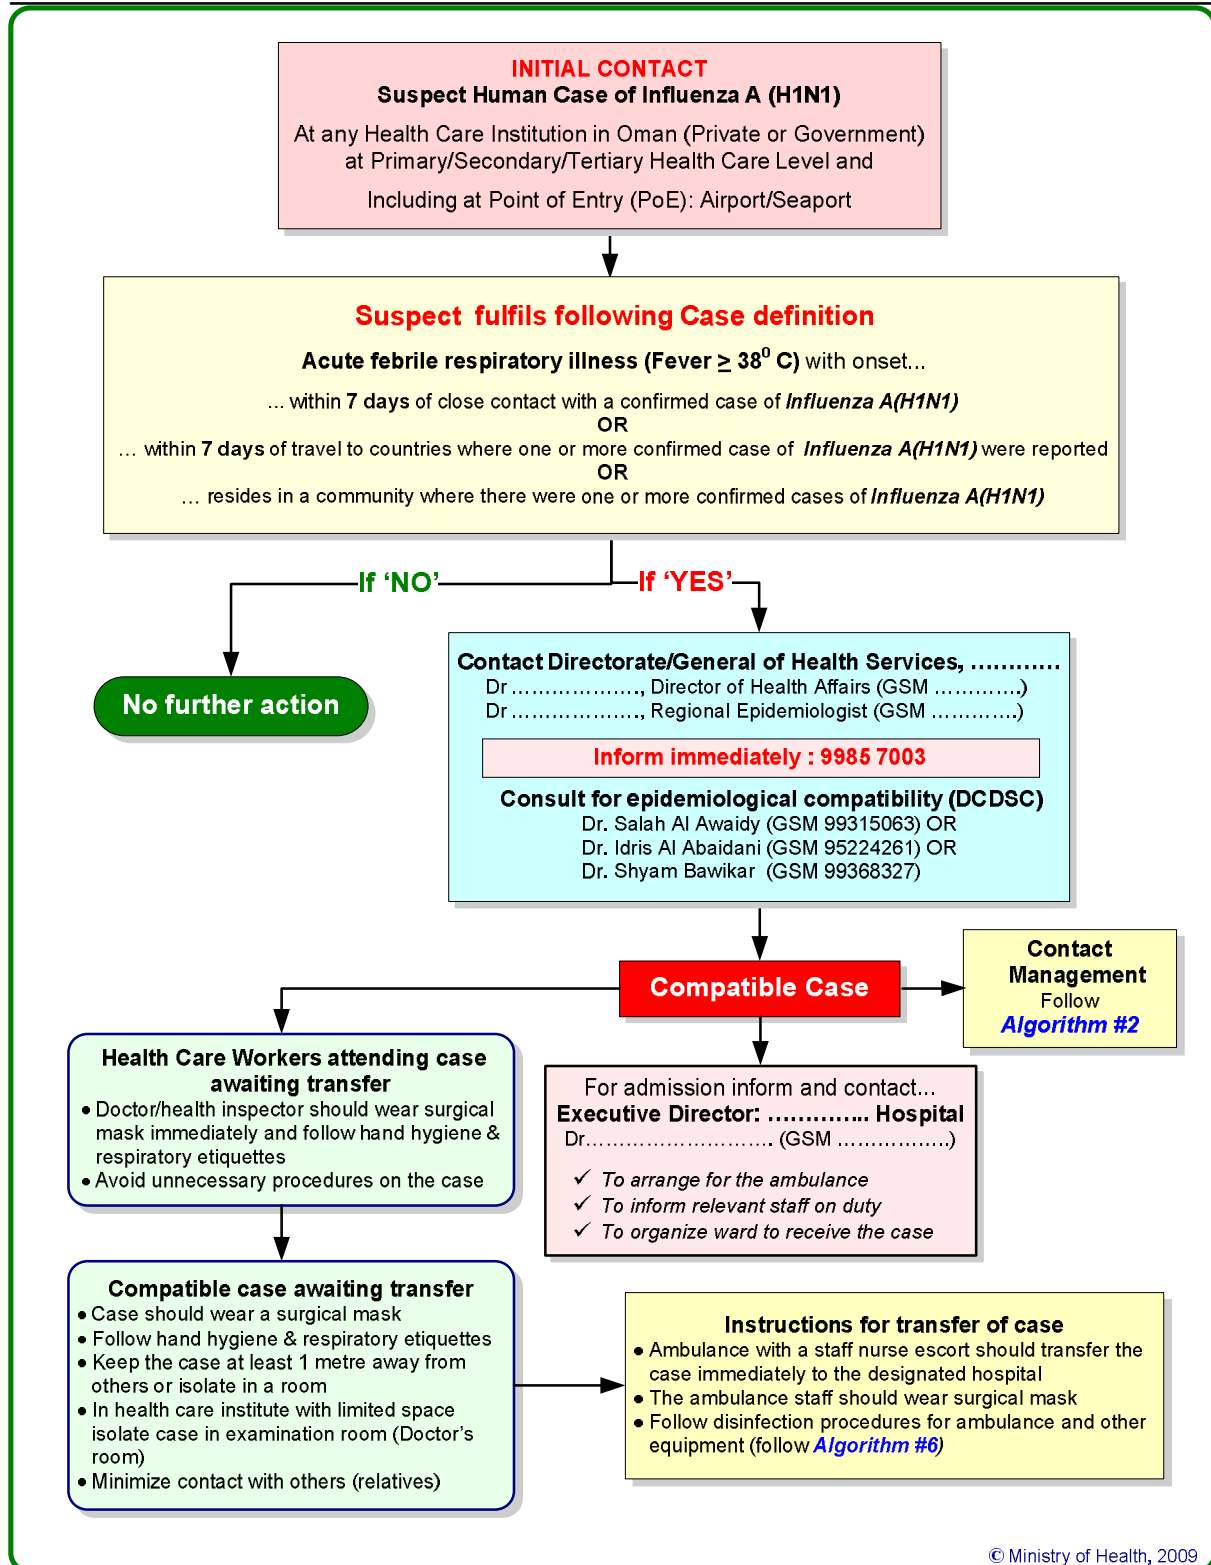 INITIAL CONTACT
Suspect Human Case of Influenza A (H1N1)
At any Health Care Institution in Oman (Private or Government)
at Primary/Secondary/Tertiary Health Care Level and
Including at Point of Entry (PoE): Airport/Seaport
Suspect fulfils following Case definition
Acute febrile respiratory illness (Fever ≥ 38⁰ C) with onset...
... within 7 days of close contact with a confirmed case of Influenza A(H1N1)
OR
... within 7 days of travel to countries where one or more confirmed case of Influenza A(H1N1) were reported
OR
... resides in a community where there were one or more confirmed cases of Influenza A(H1N1)
If ‘NO’
If ‘YES’
No further action
Contact Directorate/General of Health Services, …………
Dr ………………., Director of Health Affairs (GSM ………….)
Dr ………………., Regional Epidemiologist (GSM ………….)
Inform immediately : 9985 7003
Consult for epidemiological compatibility (DCDSC)
Dr. Salah Al Awaidy (GSM 99315063) OR
Dr. Idris Al Abaidani (GSM 95224261) OR
Dr. Shyam Bawikar (GSM 99368327)
Compatible Case
Contact
Management
Follow
Algorithm #2
Health Care Workers attending case
awaiting transfer
• Doctor/health inspector should wear surgical
mask immediately and follow hand hygiene &
respiratory etiquettes
• Avoid unnecessary procedures on the case
For admission inform and contact...
Executive Director: ………….. Hospital
Dr………………………. (GSM ……………..)
✓ To arrange for the ambulance
✓ To inform relevant staff on duty
✓ To organize ward to receive the case
Compatible case awaiting transfer
• Case should wear a surgical mask
• Follow hand hygiene & respiratory etiquettes
• Keep the case at least 1 metre away from
others or isolate in a room
• In health care institute with limited space
isolate case in examination room (Doctor’s
room)
• Minimize contact with others (relatives)
Instructions for transfer of case
• Ambulance with a staff nurse escort should transfer the
case immediately to the designated hospital
• The ambulance staff should wear surgical mask
• Follow disinfection procedures for ambulance and other
equipment (follow Algorithm #6)
© Ministry of Health, 2009